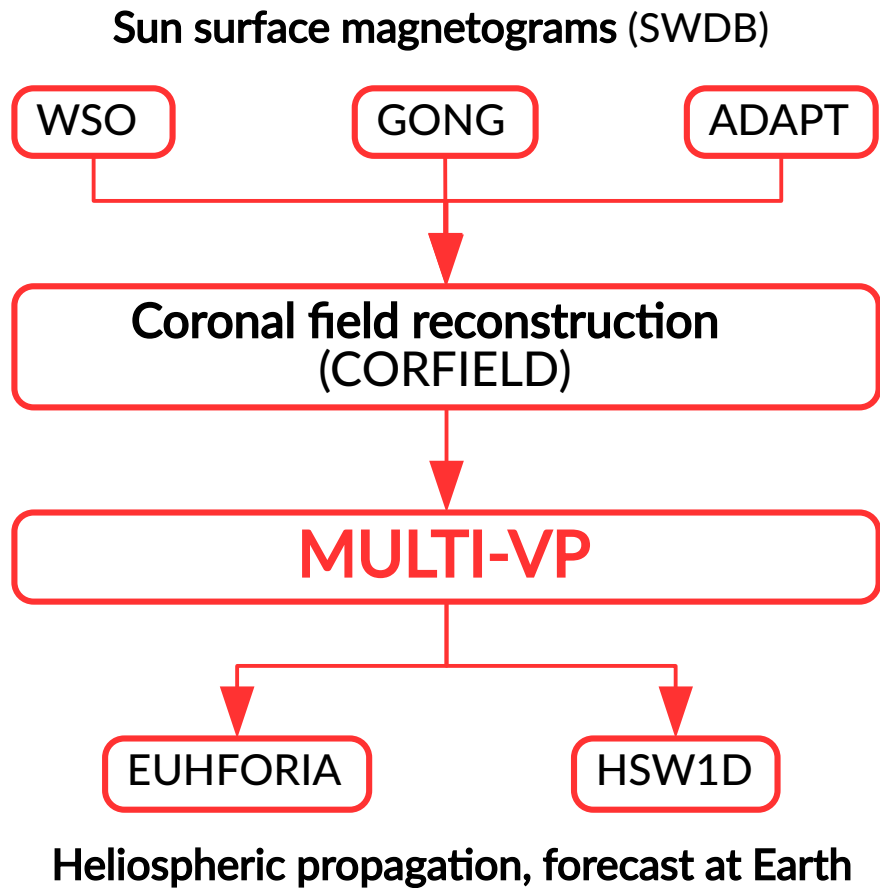 Sun surface magnetograms (SWDB)
WSO GONG ADAPT
Coronal field reconstruction
(CORFIELD)
MULTI-VP
EUHFORIA HSW1D
Heliospheric propagation, forecast at Earth